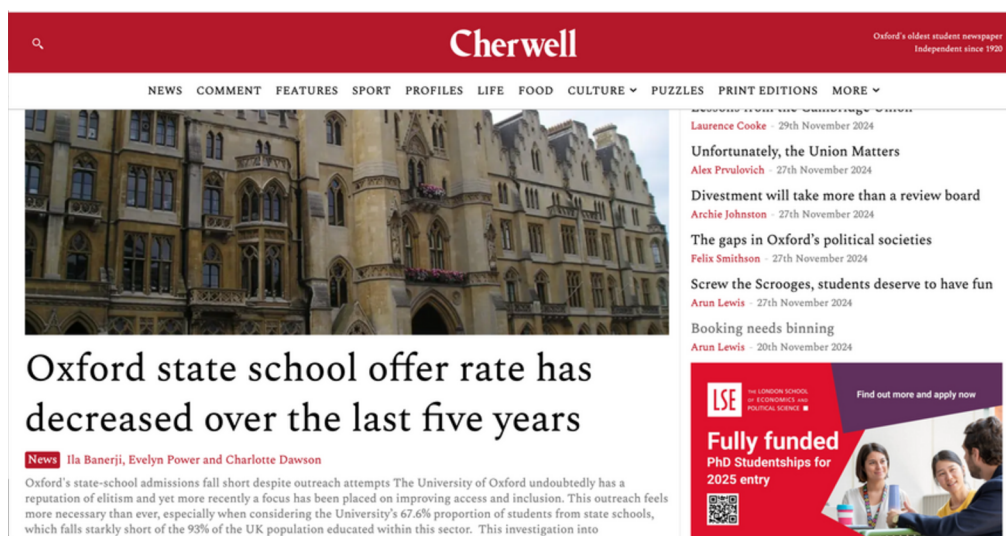 Cherwell
Oxford's oldest student newspaper
Independent since 1920
NEWS COMMENT FEATURES SPORT PROFILES LIFE FOOD CULTURE PUZZLES PRINT EDITIONS MORE
Oxford state school offer rate has
decreased over the last five years
News Ila Banerji, Evelyn Power and Charlotte Dawson
Oxford's state-school admissions fall short despite outreach attempts The University of Oxford undoubtedly has a
reputation of elitism and yet more recently a focus has been placed on improving access and inclusion. This outreach feels
more necessary than ever, especially when considering the University's 67.6% proportion of students from state schools,
which falls starkly short of the 93% of the UK population educated within this sector. This investigation into
Lessons from the Cambridge Union
Laurence Cooke - 29th November 2024
Unfortunately, the Union Matters
Alex Prvulovich - 27th November 2024
Divestment will take more than a review board
Archie Johnston - 27th November 2024
The gaps in Oxford's political societies
Felix Smithson - 27th November 2024
Screw the Scrooges, students deserve to have fun
Arun Lewis - 27th November 2024
Booking needs binning
Arun Lewis - 20th November 2024
LSE
THE LONDON SCHOOL
OF ECONOMICS AND
POLITICAL SCIENCE
Find out more and apply now
Fully funded
PhD Studentships for
2025 entry